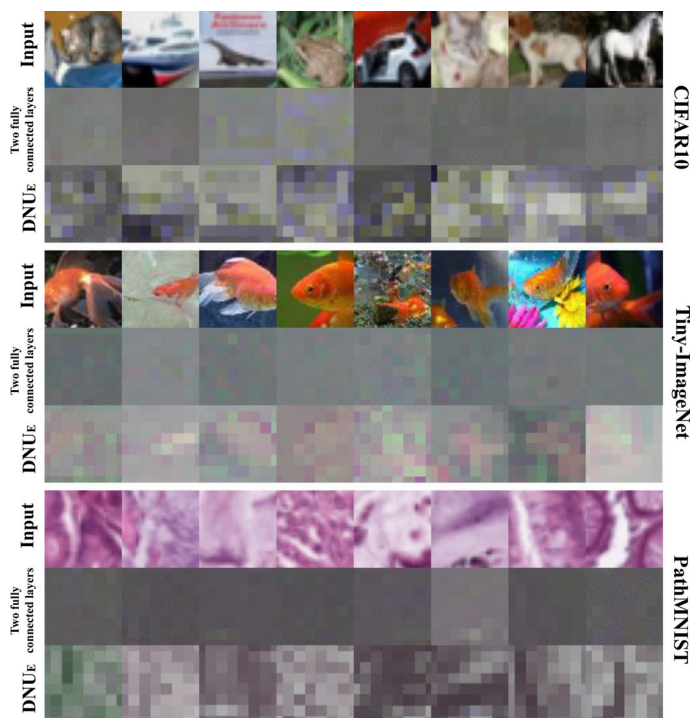 Input
Two fully
connected layers
DNUE
CIFAR10
Input
Two fully
connected layers
DNUE
Tiny-ImageNet
Input
Two fully
connected layers
DNUE
PathMNIST